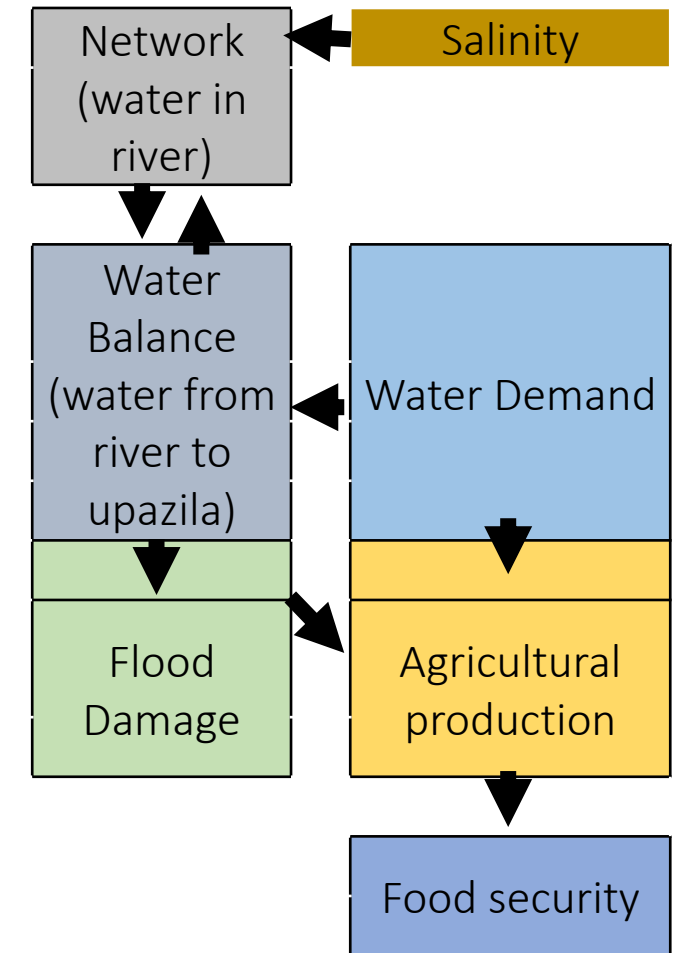 Network
(water in
river)
Salinity
Water
Balance
(water from
river to
upazila)
Water Demand
Flood
Damage
Agricultural
production
Food security